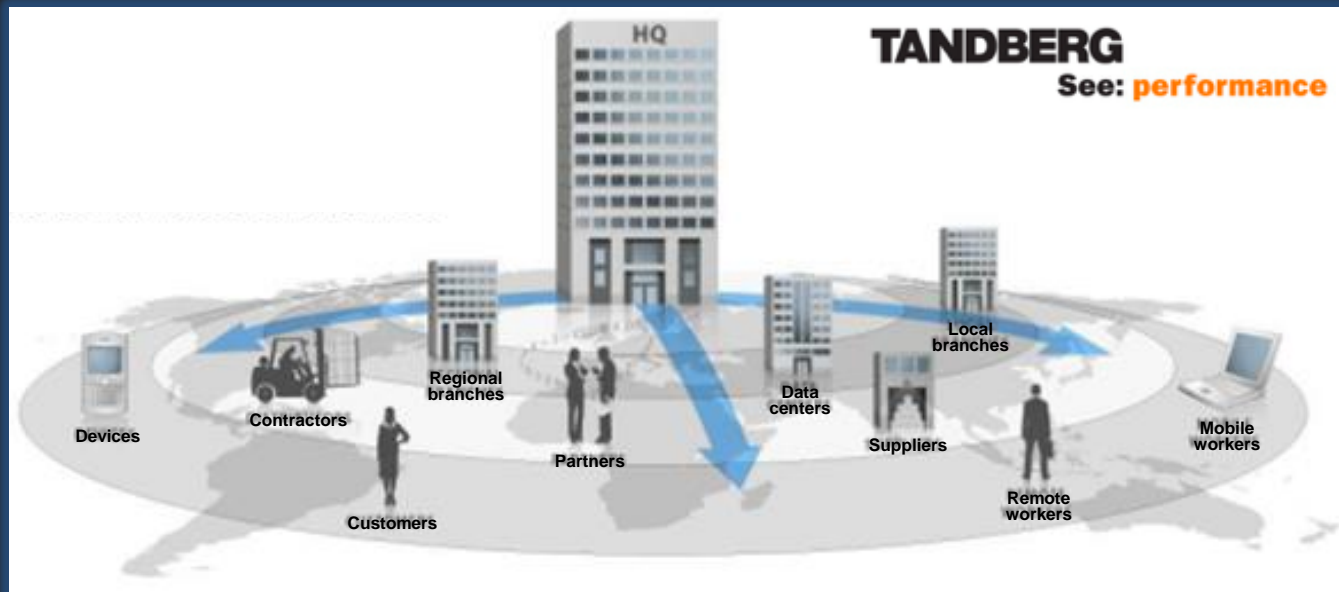 HQ
TANDBERG
See: performance
Local
branches
Regional
branches
Data
centers
Contractors
Devices
Mobile
workers
Suppliers
Partners
Remote
workers
Customers